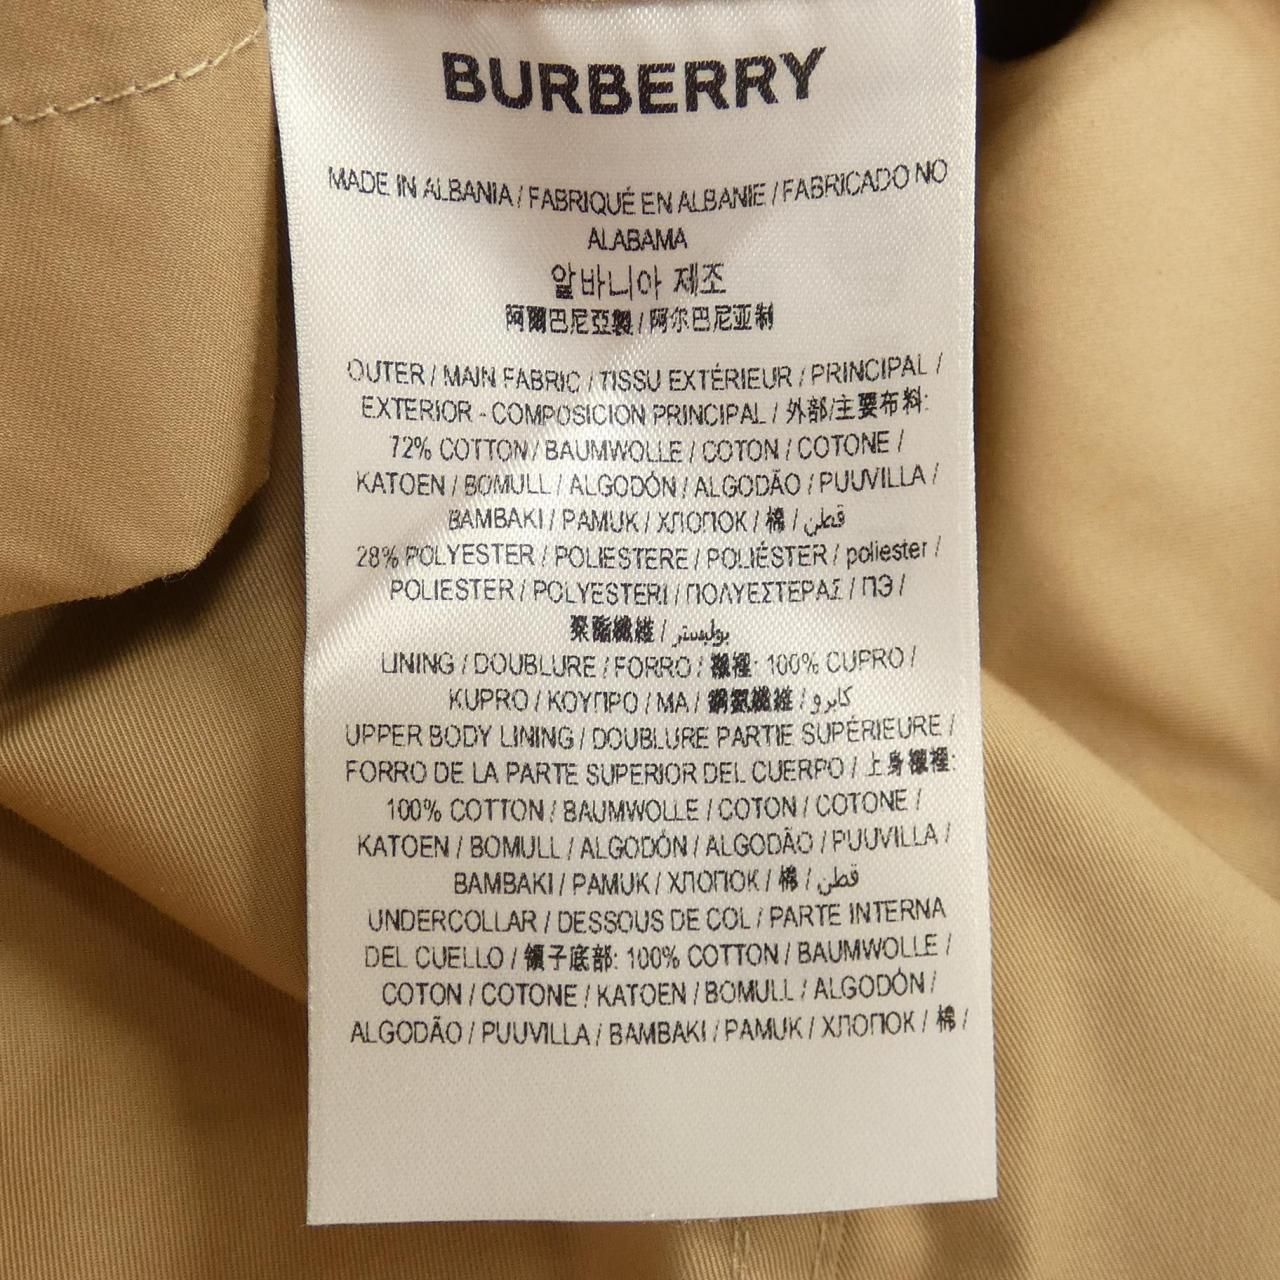 BURBERRY
MADE IN ALBANIA / FABRIQUÉ EN ALBANIE / FABRICADO NO
ALABAMA
알바니아 제조
阿爾巴尼亞製 / 阿尔巴尼亚制
OUTER / MAIN FABRIC / TISSU EXTÉRIEUR / PRINCIPAL /
EXTERIOR - COMPOSICION PRINCIPAL / 外部/主要布料:
72% COTTON / BAUMWOLLE / COTON / COTONE /
KATOEN / BOMULL / ALGODÓN / ALGODÃO / PUUVILLA /
BAMBAKI / PAMUK / ХЛОПОК / 棉 / قطن
28% POLYESTER / POLIESTERE / POLIÉSTER / poliester /
POLIESTER / POLYESTERI / ΠΟΛΥΕΣΤΕΡΑΣ / ПЭ /
聚酯纖維 / بوليستر
LINING / DOUBLURE / FORRO / 襯裡: 100% CUPRO /
KUPRO / ΚΟΥΠΡΟ / MA / 銅氨纖維 / كابرو
UPPER BODY LINING / DOUBLURE PARTIE SUPÉRIEURE /
FORRO DE LA PARTE SUPERIOR DEL CUERPO / 上身襯裡:
100% COTTON / BAUMWOLLE / COTON / COTONE /
KATOEN / BOMULL / ALGODÓN / ALGODÃO / PUUVILLA /
BAMBAKI / PAMUK / ХЛОПОК / 棉 / قطن
UNDERCOLLAR / DESSOUS DE COL / PARTE INTERNA
DEL CUELLO / 領子底部: 100% COTTON / BAUMWOLLE /
COTON / COTONE / KATOEN / BOMULL / ALGODÓN /
ALGODÃO / PUUVILLA / BAMBAKI / PAMUK / ХЛОПОК / 棉 /